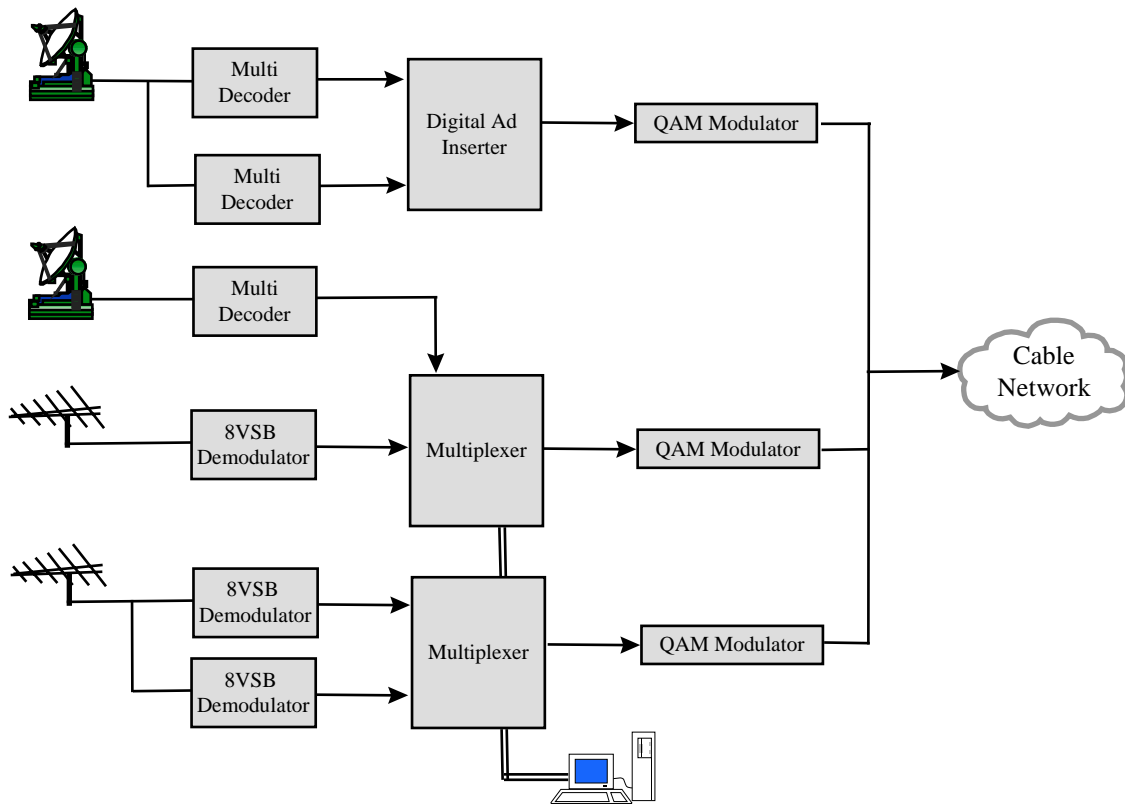 Multi
Decoder
Digital Ad
Inserter
QAM Modulator
Multi
Decoder
Multi
Decoder
Cable
Network
8VSB
Demodulator
Multiplexer
QAM Modulator
8VSB
Demodulator
Multiplexer
QAM Modulator
8VSB
Demodulator